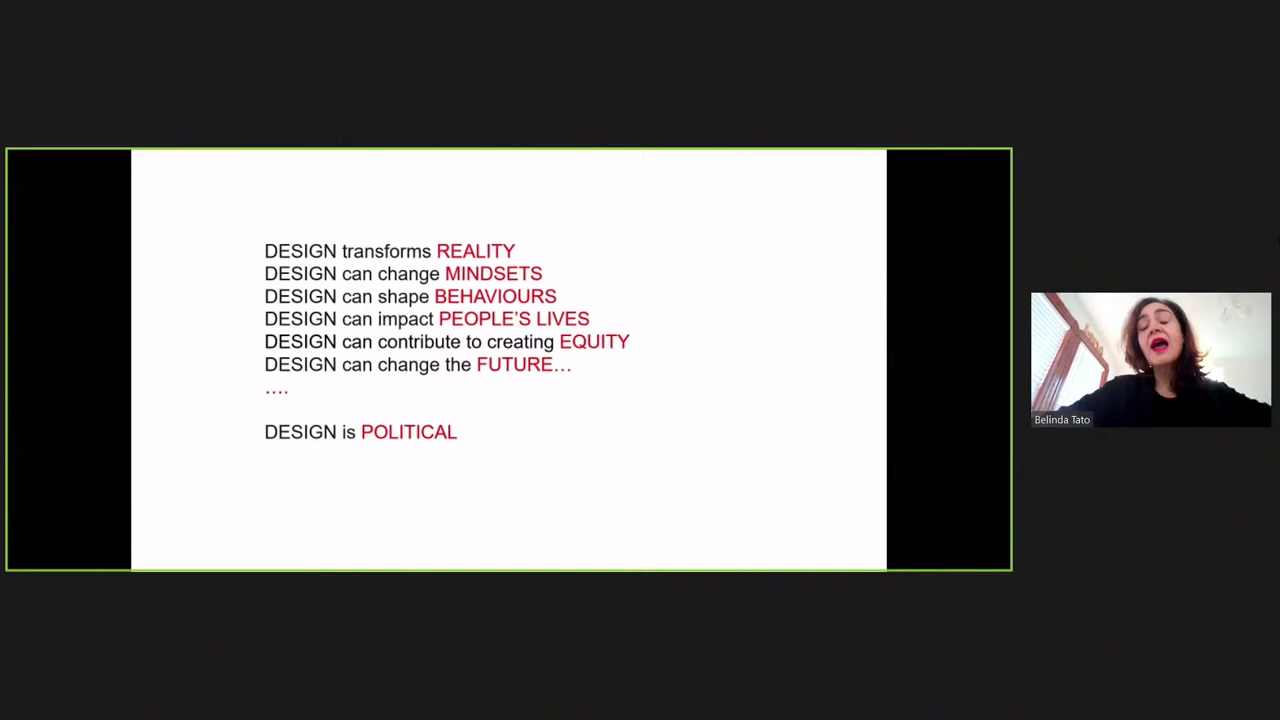 DESIGN transforms REALITY
DESIGN can change MINDSETS
DESIGN can shape BEHAVIOURS
DESIGN can impact PEOPLE'S LIVES
DESIGN can contribute to creating EQUITY
DESIGN can change the FUTURE…
….
DESIGN is POLITICAL
Belinda Tato